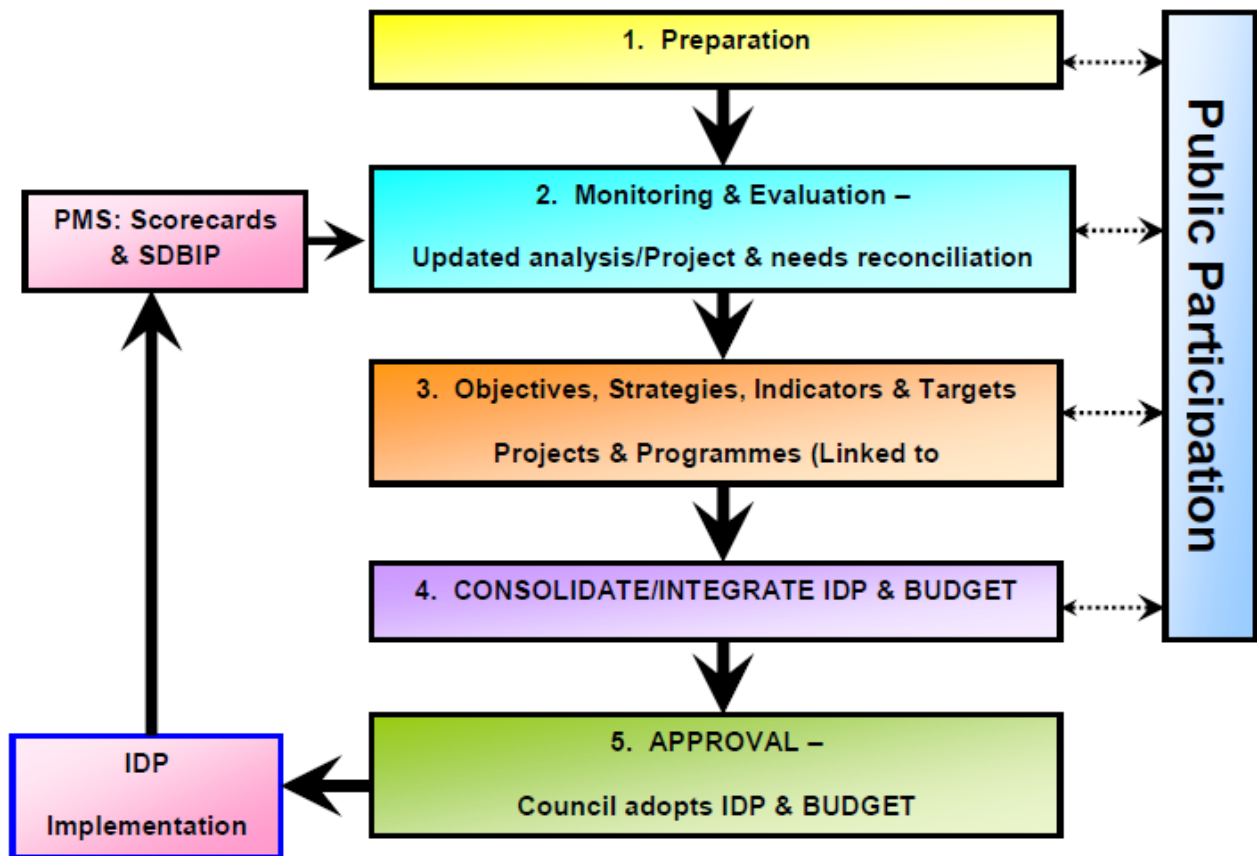 1. Preparation
2. Monitoring & Evaluation –
Updated analysis/Project & needs reconciliation
PMS: Scorecards
& SDBIP
3. Objectives, Strategies, Indicators & Targets
Projects & Programmes (Linked to
4. CONSOLIDATE/INTEGRATE IDP & BUDGET
5. APPROVAL –
Council adopts IDP & BUDGET
IDP
Implementation
Public Participation